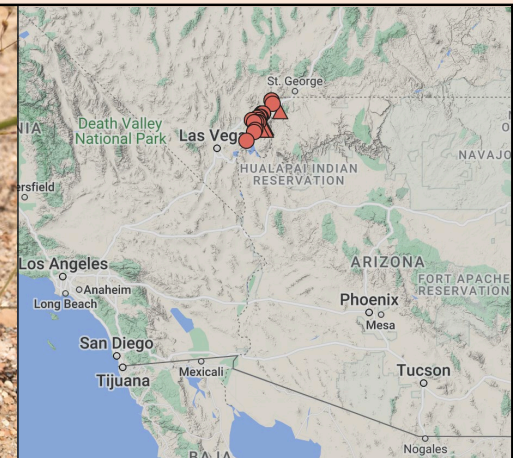 St. George
Death Valley
National Park
Las Veg
NAVAJO
HUALAPAI INDIAN
RESERVATION
ersfield
Los Angeles
Anaheim
Long Beach
ARIZONA
FORT APACHE
RESERVATION
Phoenix
Mesa
San Diego
Tijuana
Mexicali
Tucson
Nogales
BAJA